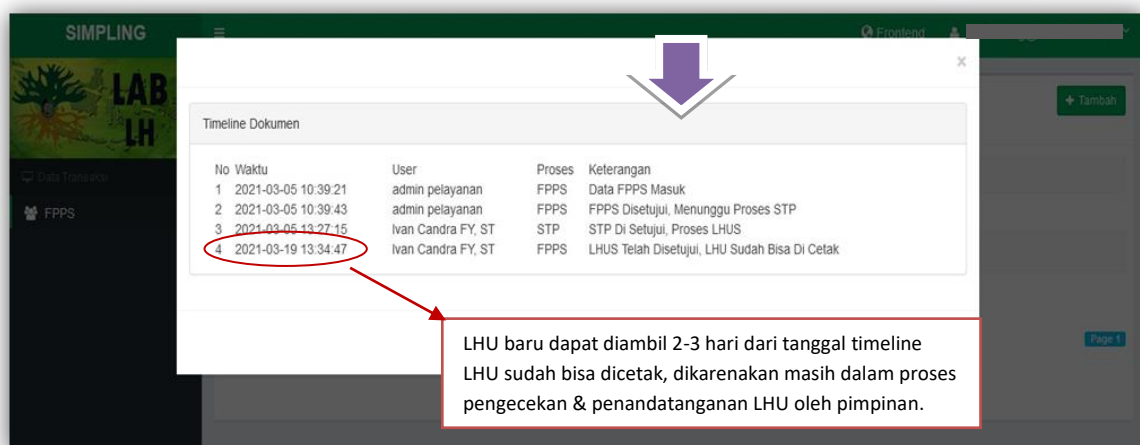 SIMPLING
Frontend
LAB
LH
+ Tambah
Data Transaksi
FPPS
x
Timeline Dokumen
No Waktu User Proses Keterangan
1 2021-03-05 10:39:21 admin pelayanan FPPS Data FPPS Masuk
2 2021-03-05 10:39:43 admin pelayanan FPPS FPPS Disetujui, Menunggu Proses STP
3 2021-03-05 13:27:15 Ivan Candra FY, ST STP STP Di Setujui, Proses LHUS
4 2021-03-19 13:34:47 Ivan Candra FY, ST FPPS LHUS Telah Disetujui, LHU Sudah Bisa Di Cetak
Page 1
LHU baru dapat diambil 2-3 hari dari tanggal timeline
LHU sudah bisa dicetak, dikarenakan masih dalam proses
pengecekan & penandatanganan LHU oleh pimpinan.